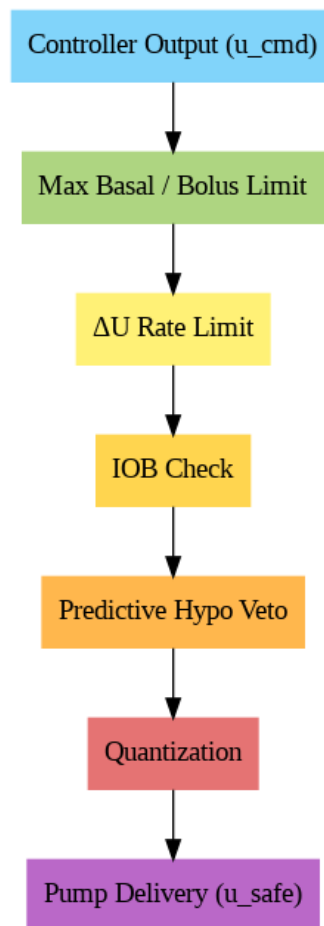 Controller Output (u_cmd)
Max Basal / Bolus Limit
ΔU Rate Limit
IOB Check
Predictive Hypo Veto
Quantization
Pump Delivery (u_safe)